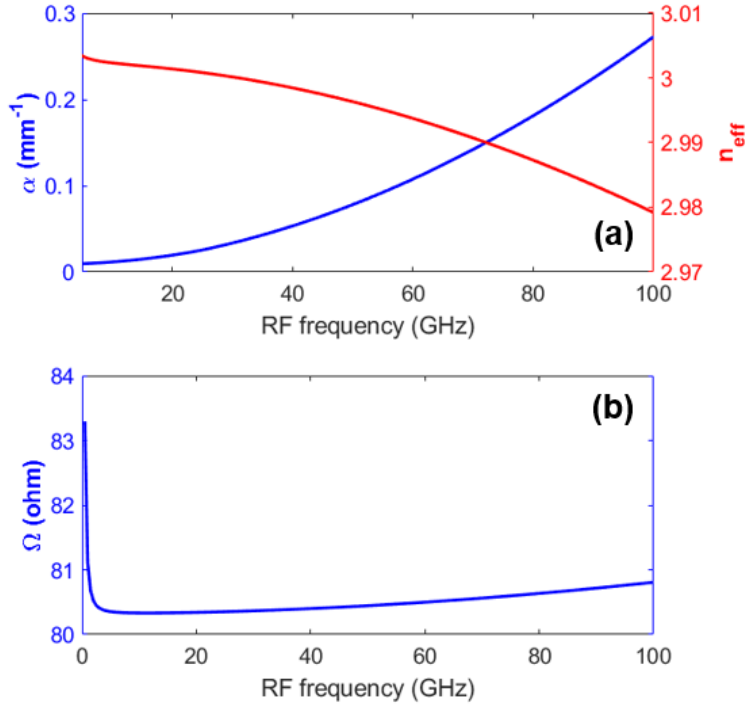 0.3
0.2
0.1
0
α (mm⁻¹)
3.01
3
2.99
2.98
2.97
n_eff
(a)
20 40 60 80 100
RF frequency (GHz)
84
83
82
81
80
Ω (ohm)
(b)
0 20 40 60 80 100
RF frequency (GHz)